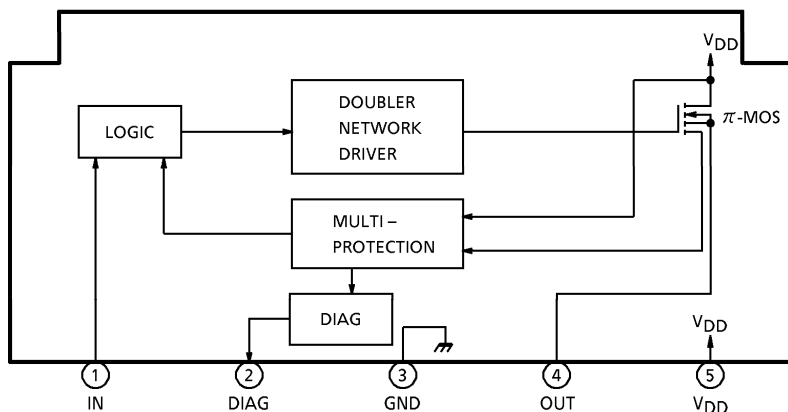 VDD
DOUBLER
NETWORK
DRIVER
LOGIC
π-MOS
MULTI –
PROTECTION
DIAG
VDD
1
2
3
4
5
IN
DIAG
GND
OUT
VDD